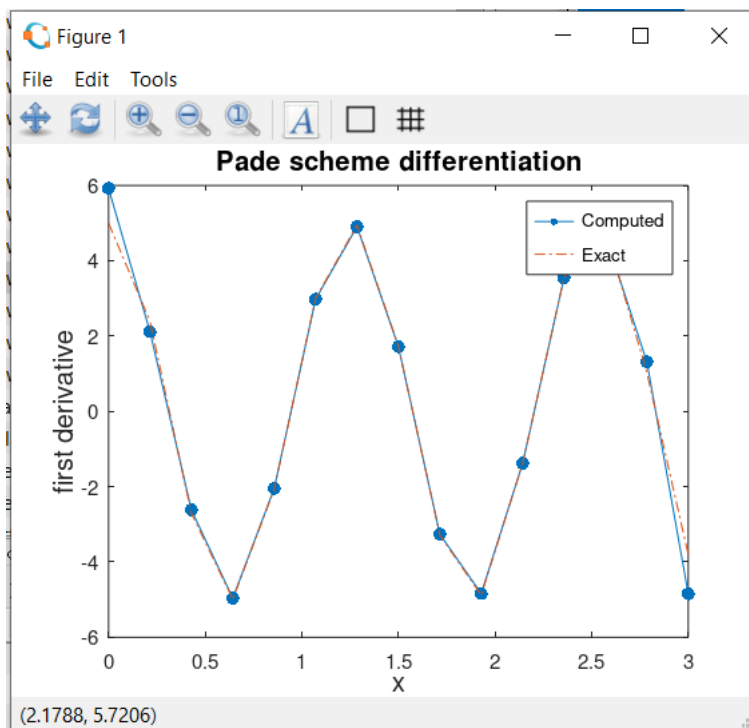 Figure 1
File Edit Tools
A
Pade scheme differentiation
6
4
2
0
-2
-4
-6
first derivative
Computed
Exact
0 0.5 1 1.5 2 2.5 3
X
(2.1788, 5.7206)